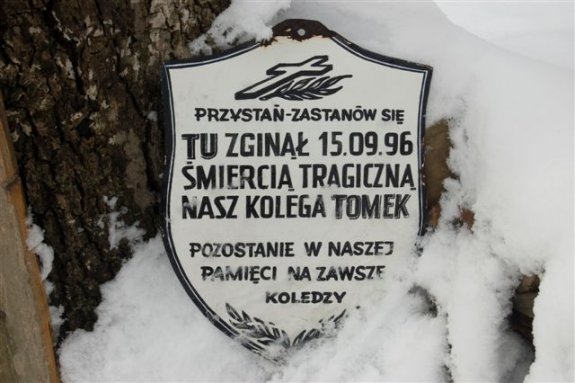 PRZYSTAŃ-ZASTANÓW SIĘ
TU ZGINĄŁ 15.09.96
ŚMIERCIĄ TRAGICZNĄ
NASZ KOLEGA TOMEK
POZOSTANIE W NASZEJ
PAMIĘCI NA ZAWSZE
KOLEDZY